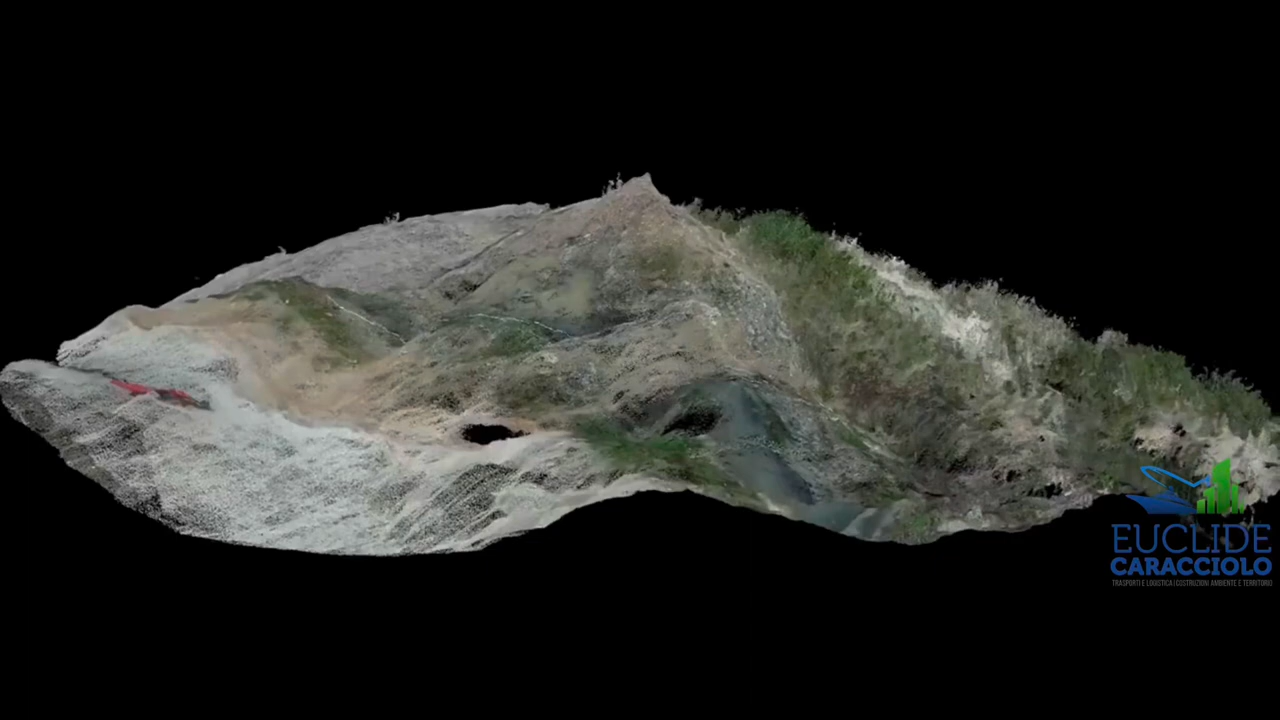 EUCLIDE
CARACCIOLO
TRASPORTI E LOGISTICA | COSTRUZIONI AMBIENTE E TERRITORIO